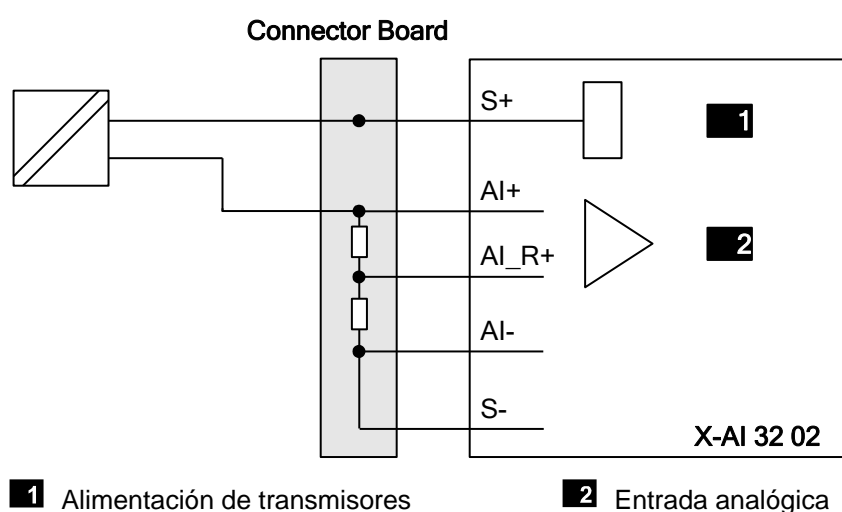 Connector Board
S+
1
AI+
2
AI_R+
AI-
S-
X-AI 32 02
1 Alimentación de transmisores
2 Entrada analógica